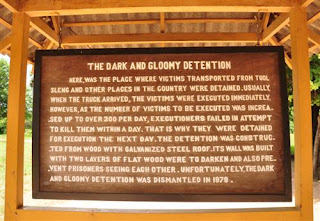 THE DARK AND GLOOMY DETENTION
HERE, WAS THE PLACE WHERE VICTIMS TRANSPORTED FROM TUOL
SLENG AND OTHER PLACES IN THE COUNTRY WERE DETAINED. USUALLY,
WHEN THE TRUCK ARRIVED, THE VICTIMS WERE EXECUTED IMMEDIATELY.
HOWEVER, AS THE NUMBER OF VICTIMS TO BE EXECUTED WAS INCREA-
SED UP TO OVER 300 PER DAY, EXECUTIONERS FAILED IN ATTEMPT
TO KILL THEM WITHIN A DAY. THAT IS WHY THEY WERE DETAINED
FOR EXECUTION THE NEXT DAY. THE DETENTION WAS CONSTRUC-
TED FROM WOOD WITH GALVANIZED STEEL ROOF. ITS WALL WAS BUILT
WITH TWO LAYERS OF FLAT WOOD WERE TO DARKEN AND ALSO PRE-
VENT PRISONERS SEEING EACH OTHER. UNFORTUNATELY, THE DARK
AND GLOOMY DETENTION WAS DISMANTLED IN 1979.